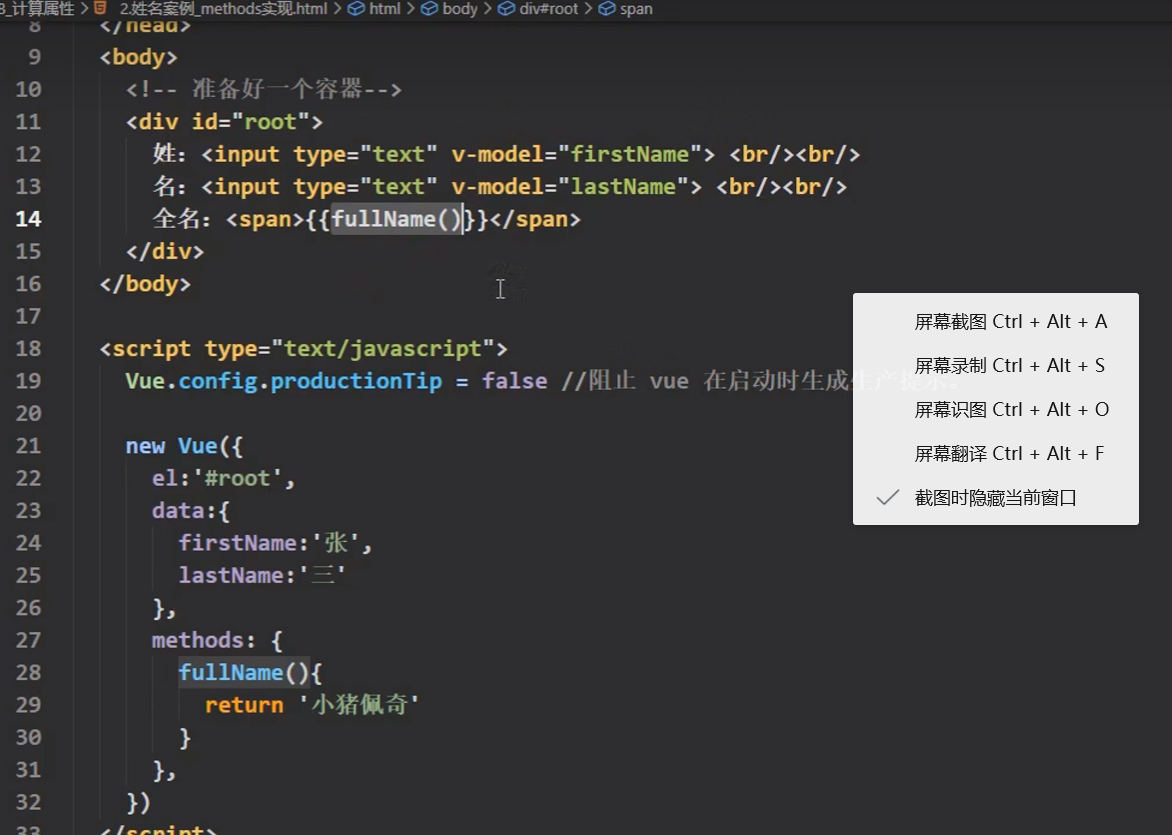 8_计算属性 > 2.姓名案例_methods实现.html > html > body > div#root > span
8 </head>
9 <body>
10 <!-- 准备好一个容器-->
11 <div id="root">
12 姓：<input type="text" v-model="firstName"> <br/><br/>
13 名：<input type="text" v-model="lastName"> <br/><br/>
14 全名：<span>{{fullName()}}</span>
15 </div>
16 </body>
17
18 <script type="text/javascript">
19 Vue.config.productionTip = false //阻止 vue 在启动时生成生产提示。
20
21 new Vue({
22 el:'#root',
23 data:{
24 firstName:'张',
25 lastName:'三'
26 },
27 methods: {
28 fullName(){
29 return '小猪佩奇'
30 }
31 },
32 })
33 </script>
屏幕截图 Ctrl + Alt + A
屏幕录制 Ctrl + Alt + S
屏幕识图 Ctrl + Alt + O
屏幕翻译 Ctrl + Alt + F
截图时隐藏当前窗口